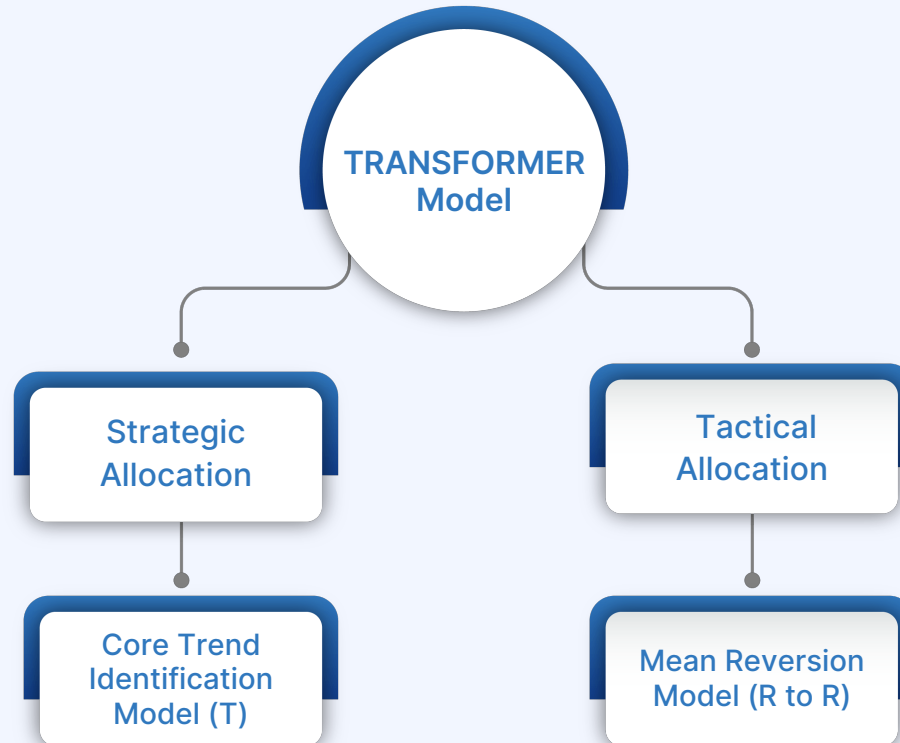 TRANSFORMER
Model
Strategic
Allocation
Tactical
Allocation
Core Trend
Identification
Model (T)
Mean Reversion
Model (R to R)